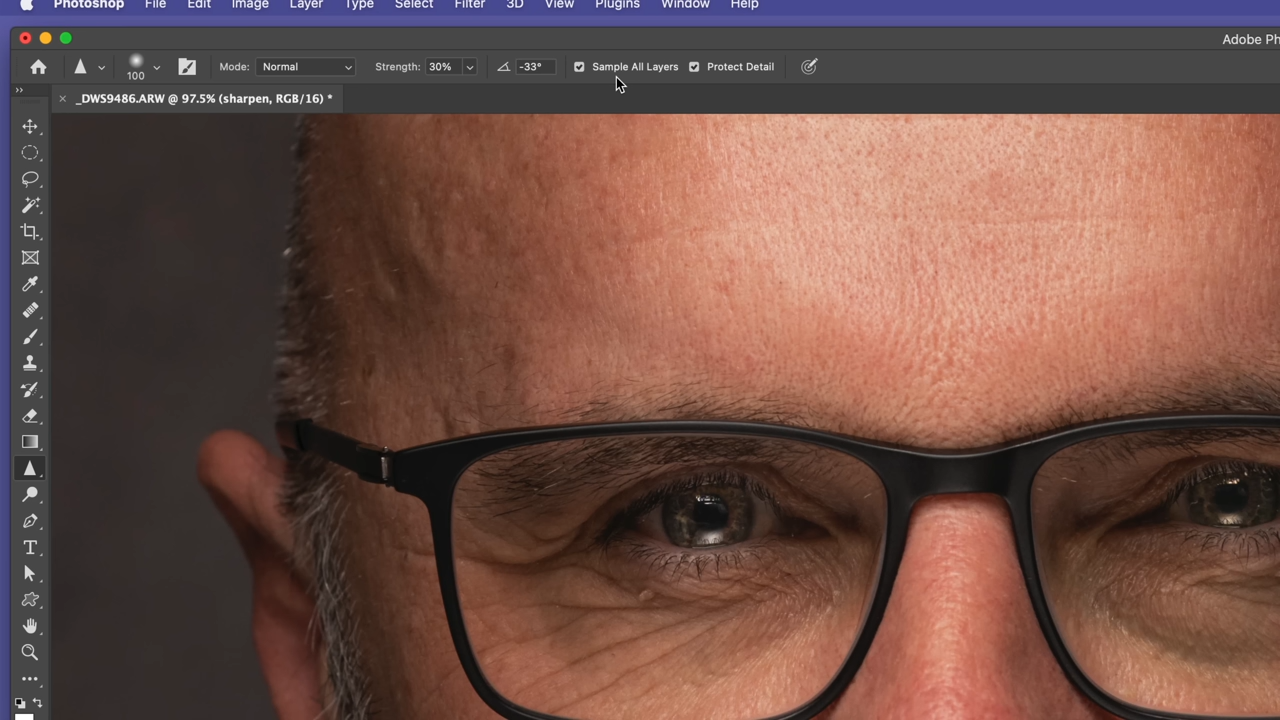 Photoshop File Edit Image Layer Type Select Filter 3D View Plugins Window Help
Adobe Ph
100 Mode: Normal Strength: 30% -33° Sample All Layers Protect Detail
_DWS9486.ARW @ 97.5% (sharpen, RGB/16) *